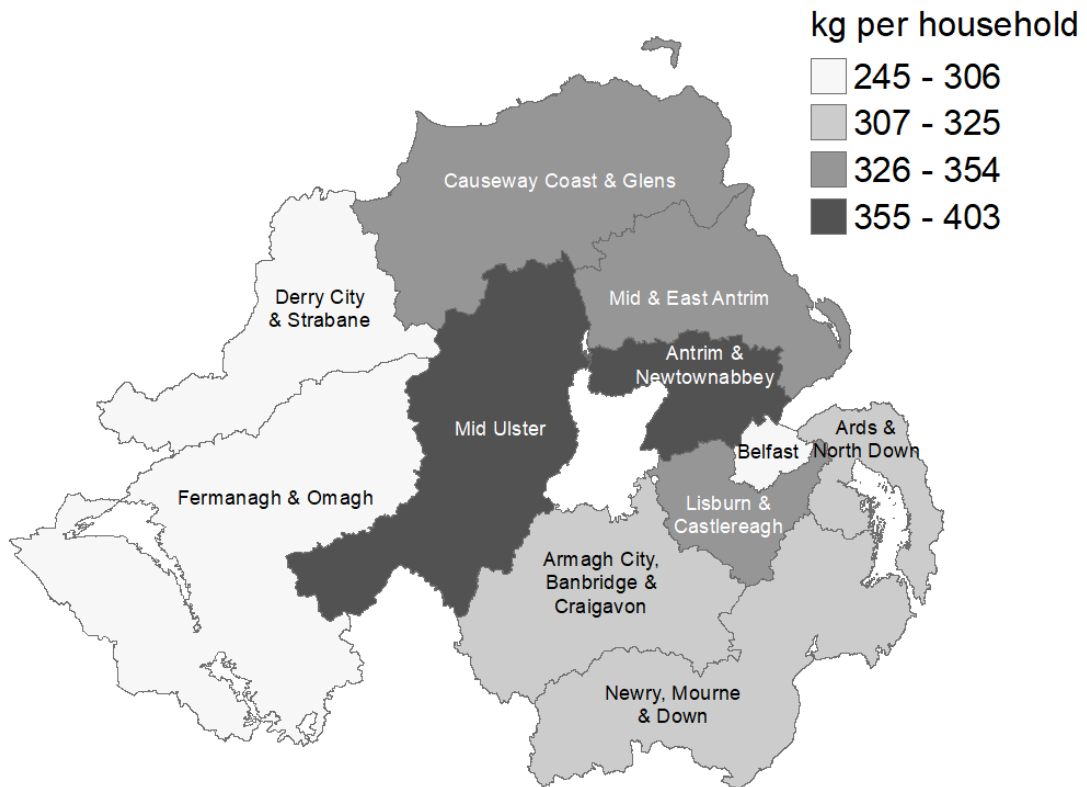 kg per household
245 - 306
307 - 325
326 - 354
355 - 403
Causeway Coast & Glens
Derry City
& Strabane
Mid & East Antrim
Antrim &
Newtownabbey
Mid Ulster
Ards &
North Down
Belfast
Fermanagh & Omagh
Lisburn &
Castlereagh
Armagh City,
Banbridge &
Craigavon
Newry, Mourne
& Down